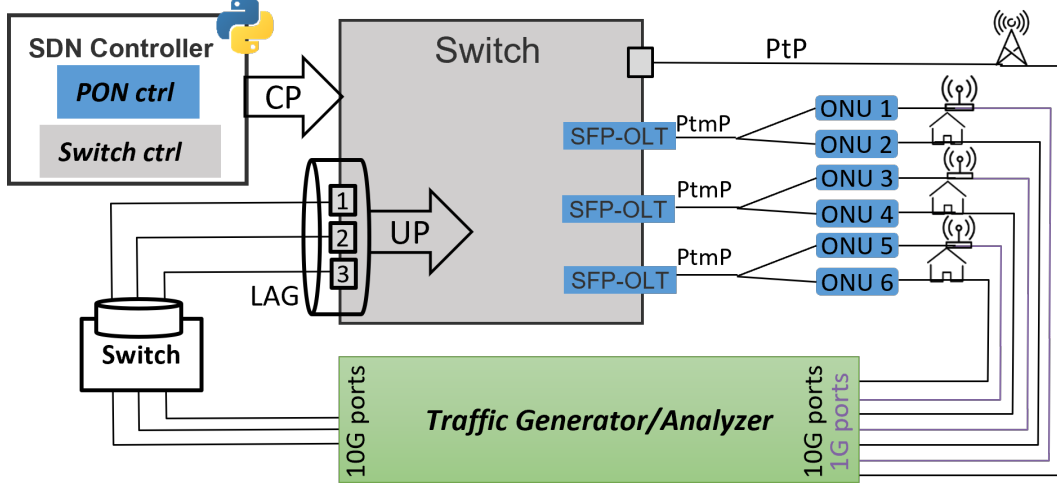 SDN Controller
PON ctrl
Switch ctrl
CP
Switch
PtP
SFP-OLT
PtmP
ONU 1
ONU 2
SFP-OLT
PtmP
ONU 3
ONU 4
SFP-OLT
PtmP
ONU 5
ONU 6
1
2
3
UP
LAG
Switch
10G ports
Traffic Generator/Analyzer
10G ports
1G ports